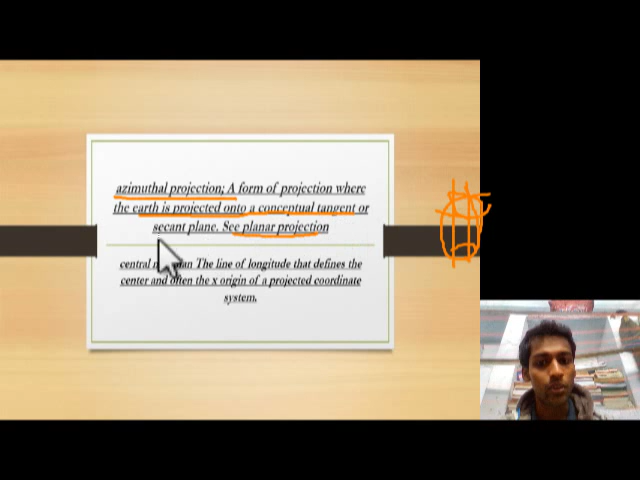 azimuthal projection; A form of projection where
the earth is projected onto a conceptual tangent or
secant plane. See planar projection
central The line of longitude that defines the
center and often the x origin of a projected coordinate
system.